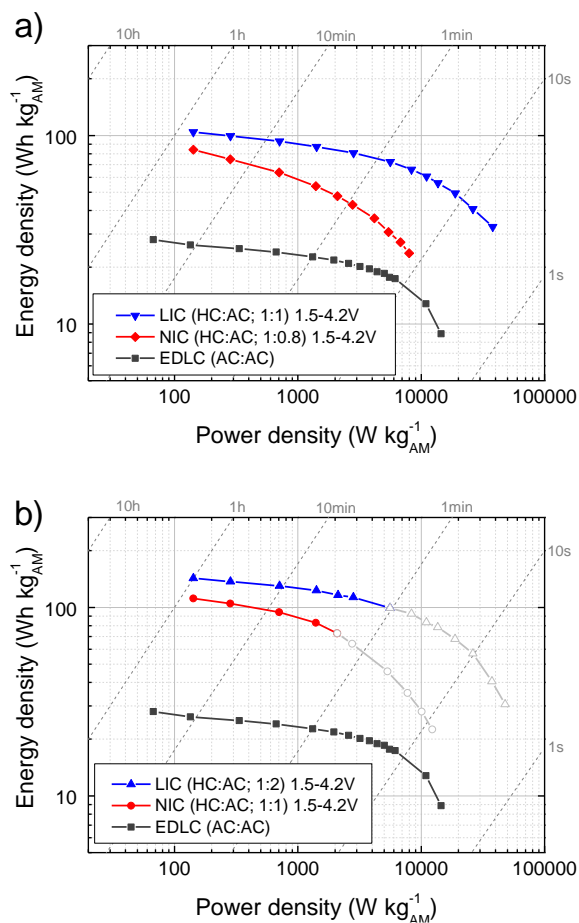 a)
10h
1h
10min
1min
10s
1s
100
10
Energy density (Wh kg⁻¹AM)
LIC (HC:AC; 1:1) 1.5-4.2V
NIC (HC:AC; 1:0.8) 1.5-4.2V
EDLC (AC:AC)
100 1000 10000 100000
Power density (W kg⁻¹AM)
b)
10h
1h
10min
1min
10s
1s
100
10
Energy density (Wh kg⁻¹AM)
LIC (HC:AC; 1:2) 1.5-4.2V
NIC (HC:AC; 1:1) 1.5-4.2V
EDLC (AC:AC)
100 1000 10000 100000
Power density (W kg⁻¹AM)